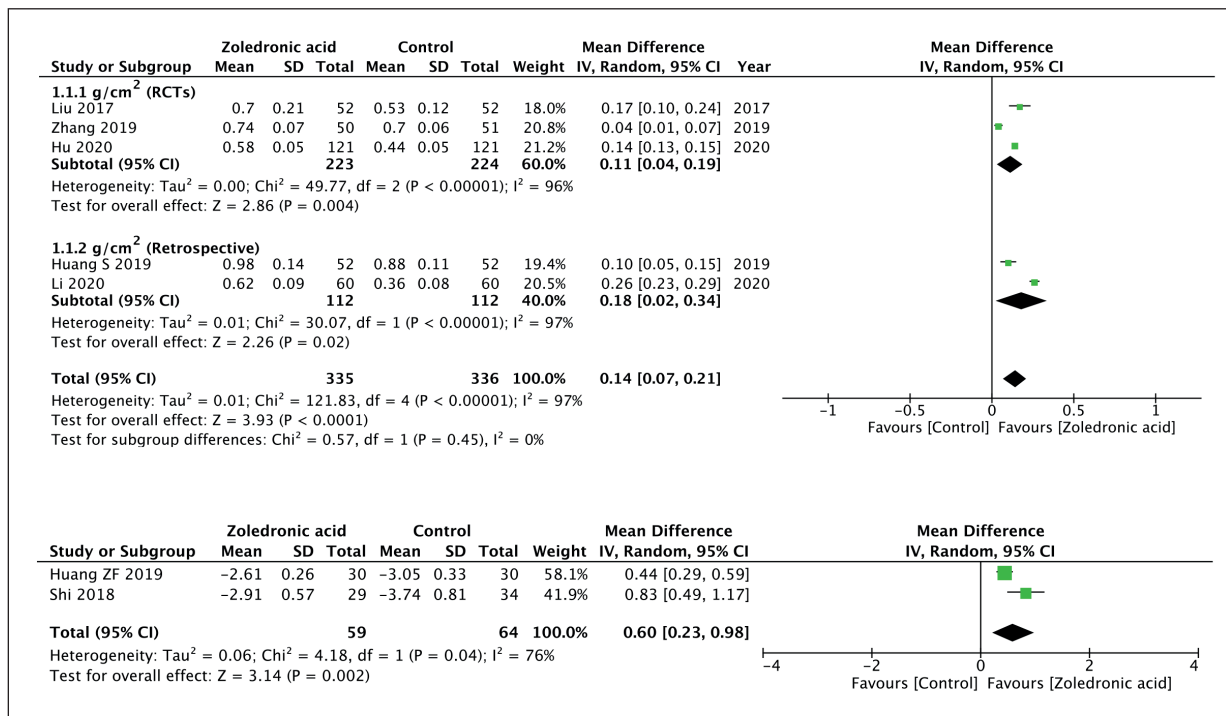 Zoledronic acid Control Mean Difference Mean Difference
Study or Subgroup Mean SD Total Mean SD Total Weight IV, Random, 95% CI Year IV, Random, 95% CI
1.1.1 g/cm² (RCTs)
Liu 2017 0.7 0.21 52 0.53 0.12 52 18.0% 0.17 [0.10, 0.24] 2017
Zhang 2019 0.74 0.07 50 0.7 0.06 51 20.8% 0.04 [0.01, 0.07] 2019
Hu 2020 0.58 0.05 121 0.44 0.05 121 21.2% 0.14 [0.13, 0.15] 2020
Subtotal (95% CI) 223 224 60.0% 0.11 [0.04, 0.19]
Heterogeneity: Tau² = 0.00; Chi² = 49.77, df = 2 (P < 0.00001); I² = 96%
Test for overall effect: Z = 2.86 (P = 0.004)
1.1.2 g/cm² (Retrospective)
Huang S 2019 0.98 0.14 52 0.88 0.11 52 19.4% 0.10 [0.05, 0.15] 2019
Li 2020 0.62 0.09 60 0.36 0.08 60 20.5% 0.26 [0.23, 0.29] 2020
Subtotal (95% CI) 112 112 40.0% 0.18 [0.02, 0.34]
Heterogeneity: Tau² = 0.01; Chi² = 30.07, df = 1 (P < 0.00001); I² = 97%
Test for overall effect: Z = 2.26 (P = 0.02)
Total (95% CI) 335 336 100.0% 0.14 [0.07, 0.21]
Heterogeneity: Tau² = 0.01; Chi² = 121.83, df = 4 (P < 0.00001); I² = 97%
Test for overall effect: Z = 3.93 (P < 0.0001)
Test for subgroup differences: Chi² = 0.57, df = 1 (P = 0.45), I² = 0%
−1 −0.5 0 0.5 1
Favours [Control] Favours [Zoledronic acid]
Zoledronic acid Control Mean Difference Mean Difference
Study or Subgroup Mean SD Total Mean SD Total Weight IV, Random, 95% CI IV, Random, 95% CI
Huang ZF 2019 −2.61 0.26 30 −3.05 0.33 30 58.1% 0.44 [0.29, 0.59]
Shi 2018 −2.91 0.57 29 −3.74 0.81 34 41.9% 0.83 [0.49, 1.17]
Total (95% CI) 59 64 100.0% 0.60 [0.23, 0.98]
Heterogeneity: Tau² = 0.06; Chi² = 4.18, df = 1 (P = 0.04); I² = 76%
Test for overall effect: Z = 3.14 (P = 0.002)
−4 −2 0 2 4
Favours [Control] Favours [Zoledronic acid]